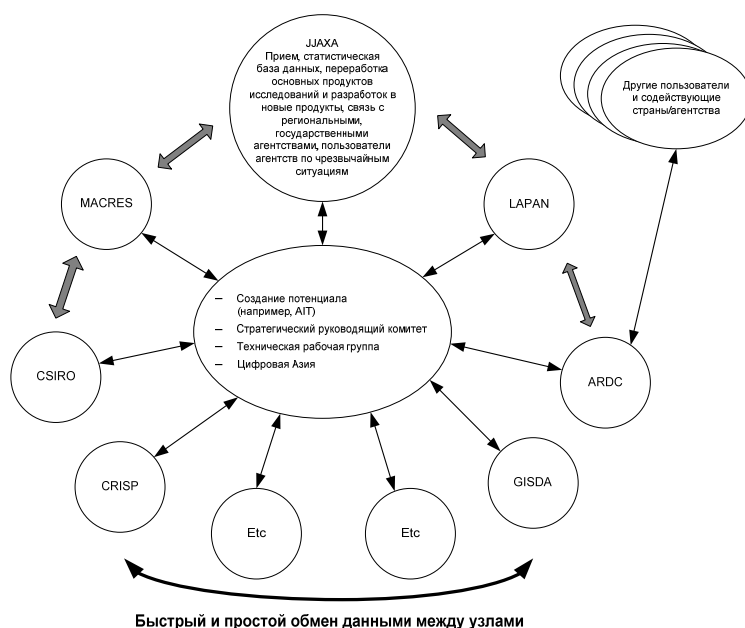 JJAXA
Прием, статистическая
база данных, переработка
основных продуктов
исследований и разработок в
новые продукты, связь с
региональными,
государственными
агентствами, пользователи
агентств по чрезвычайным
ситуациям
Другие пользователи
и содействующие
страны/агентства
MACRES
LAPAN
– Создание потенциала
(например, AIT)
– Стратегический руководящий комитет
– Техническая рабочая группа
– Цифровая Азия
CSIRO
ARDC
CRISP
GISDA
Etc
Etc
Быстрый и простой обмен данными между узлами